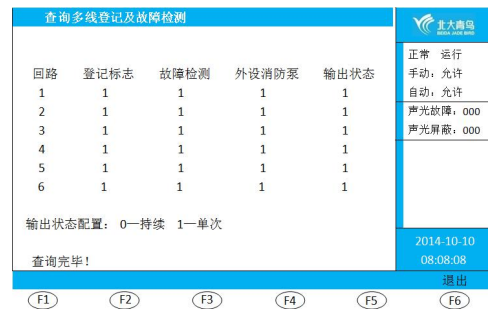 查询多线登记及故障检测
北大青鸟
BEIDA JADE BIRD
正常 运行
手动：允许
自动：允许
声光故障：000
声光屏蔽：000
回路 登记标志 故障检测 外设消防泵 输出状态
1 1 1 1 1
2 1 1 1 1
3 1 1 1 1
4 1 1 1 1
5 1 1 1 1
6 1 1 1 1
输出状态配置： 0—持续 1—单次
查询完毕！
2014-10-10
08:08:08
退出
F1 F2 F3 F4 F5 F6